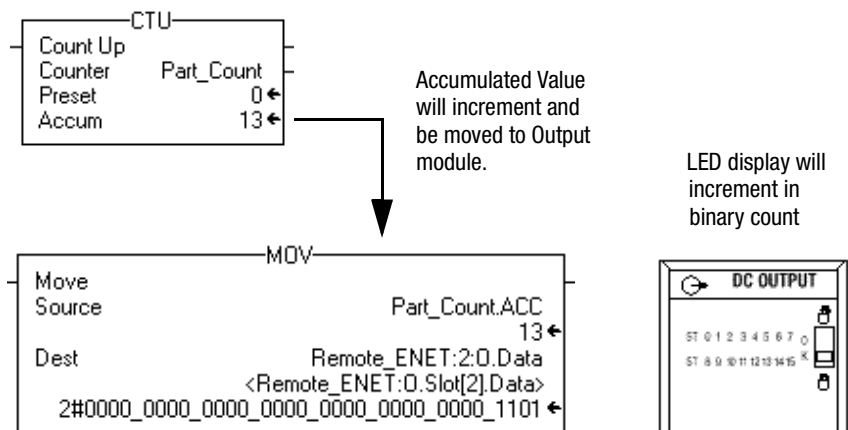 CTU
Count Up
Counter Part_Count
Preset 0
Accum 13
Accumulated Value
will increment and
be moved to Output
module.
LED display will
increment in
binary count
MOV
Move
Source Part_Count.ACC
13
Dest Remote_ENET:2:O.Data
<Remote_ENET:O.Slot[2].Data>
2#0000_0000_0000_0000_0000_0000_0000_1101
DC OUTPUT
ST 0 1 2 3 4 5 6 7 O
ST 8 9 10 11 12 13 14 15 K